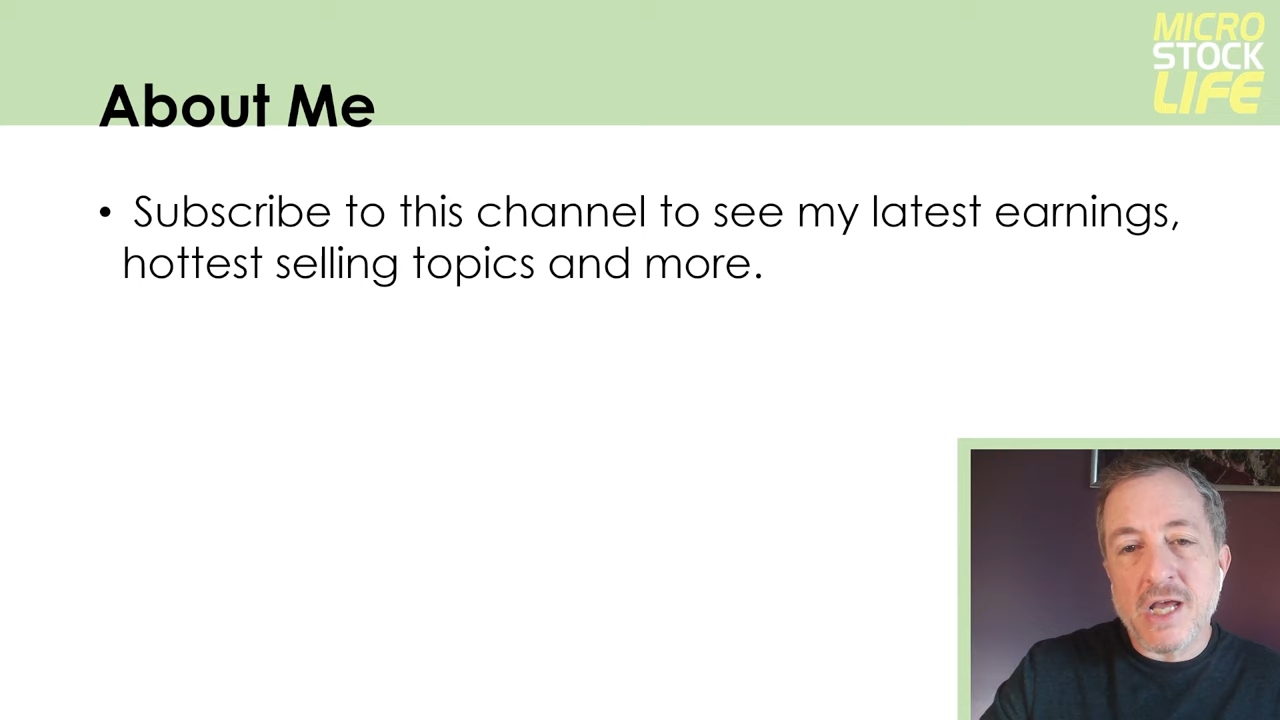 MICRO
STOCK
LIFE
About Me
• Subscribe to this channel to see my latest earnings,
hottest selling topics and more.